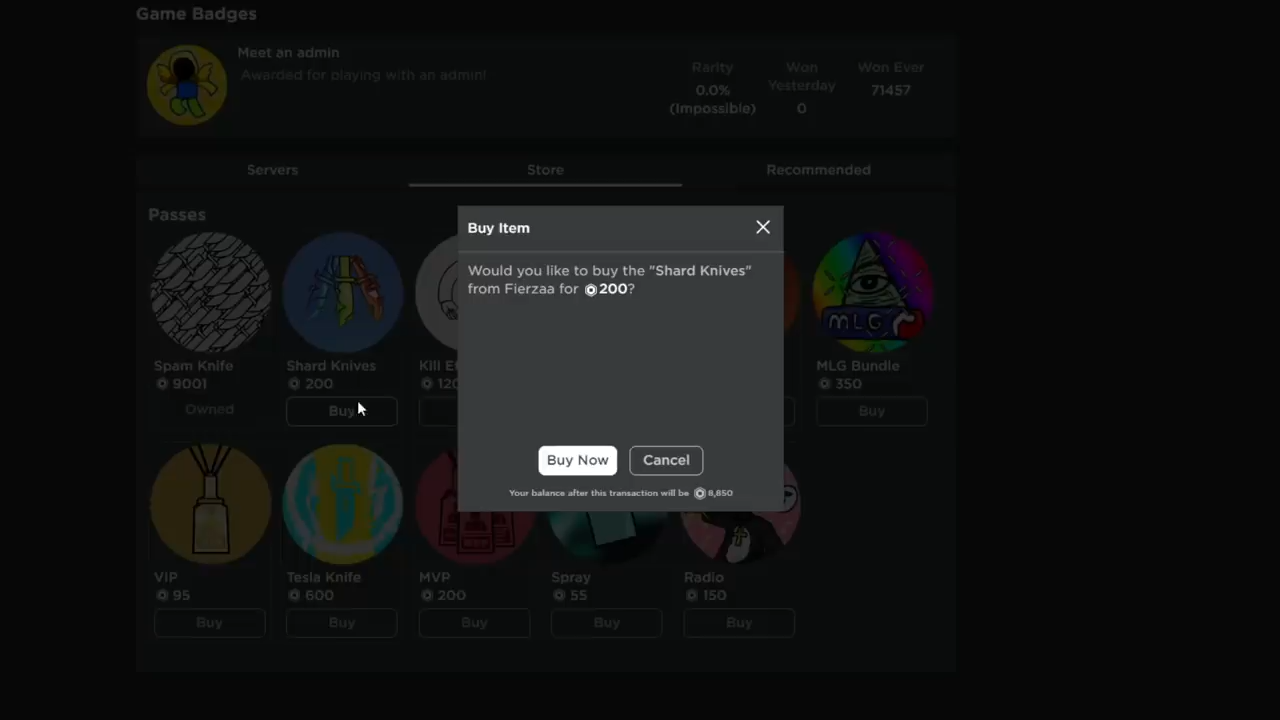 Game Badges
Meet an admin
Awarded for playing with an admin!
Rarity
0.0%
(Impossible)
Won
Yesterday
0
Won Ever
71457
Servers
Store
Recommended
Passes
Buy Item
Would you like to buy the "Shard Knives"
from Fierzaa for 200?
Buy Now
Cancel
Your balance after this transaction will be 8,850
MLG
Spam Knife
9001
Owned
Shard Knives
200
Buy
Kill
120
MLG Bundle
350
Buy
VIP
95
Buy
Tesla Knife
600
Buy
MVP
200
Buy
Spray
55
Buy
Radio
150
Buy